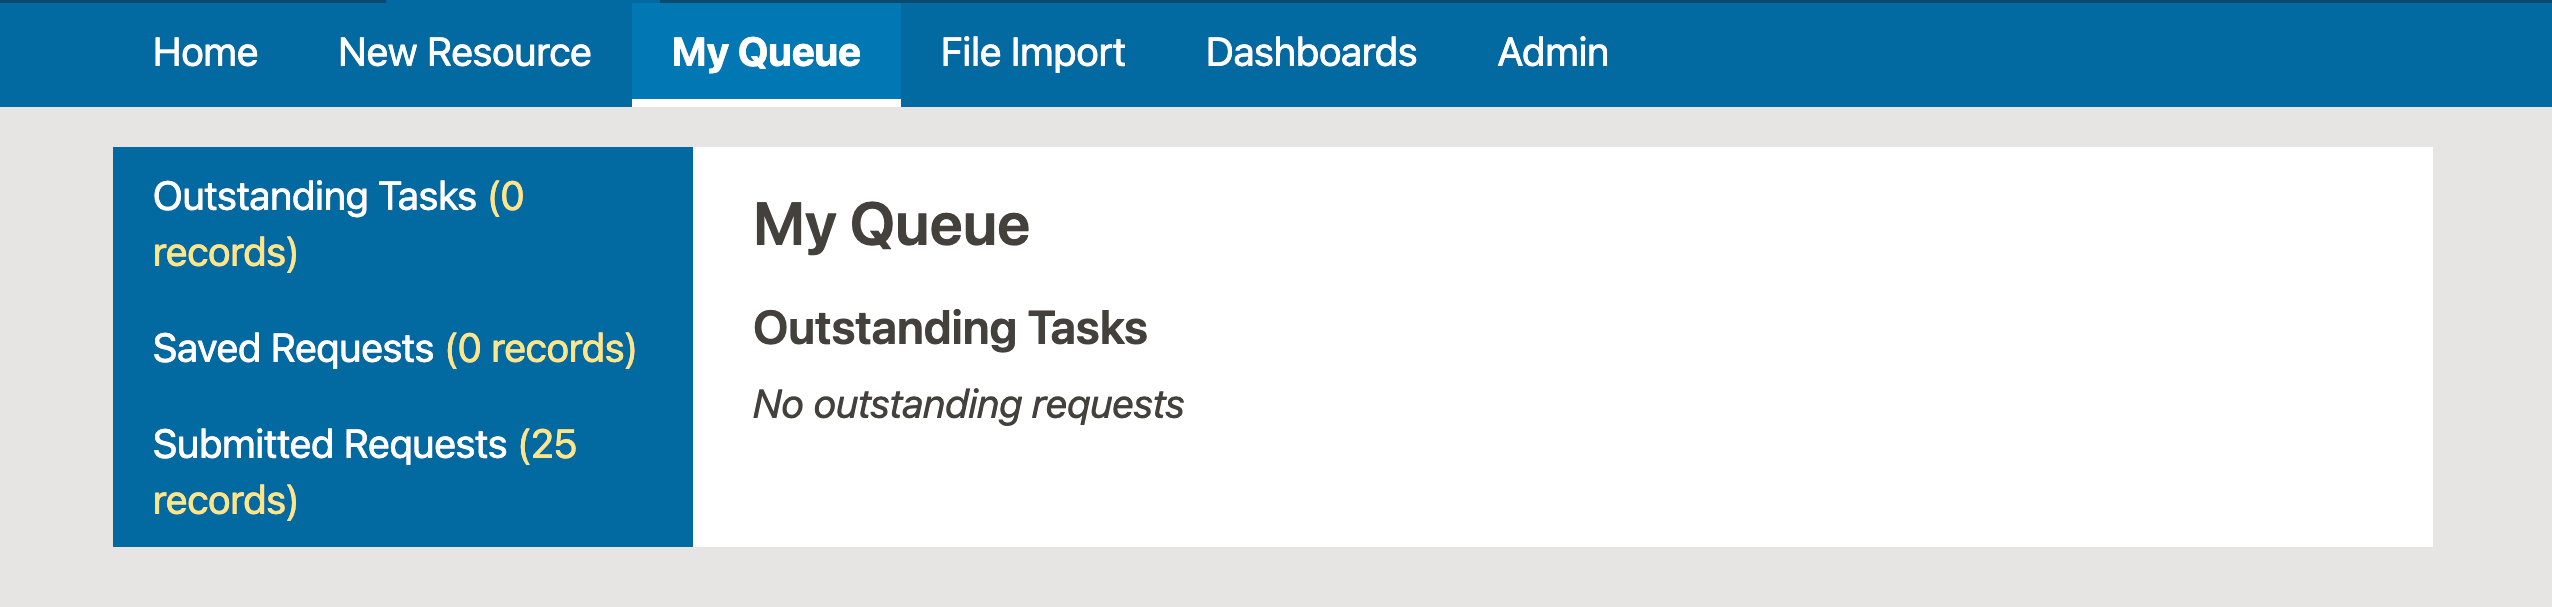 Home New Resource My Queue File Import Dashboards Admin
Outstanding Tasks (0
records)
Saved Requests (0 records)
Submitted Requests (25
records)
My Queue
Outstanding Tasks
No outstanding requests